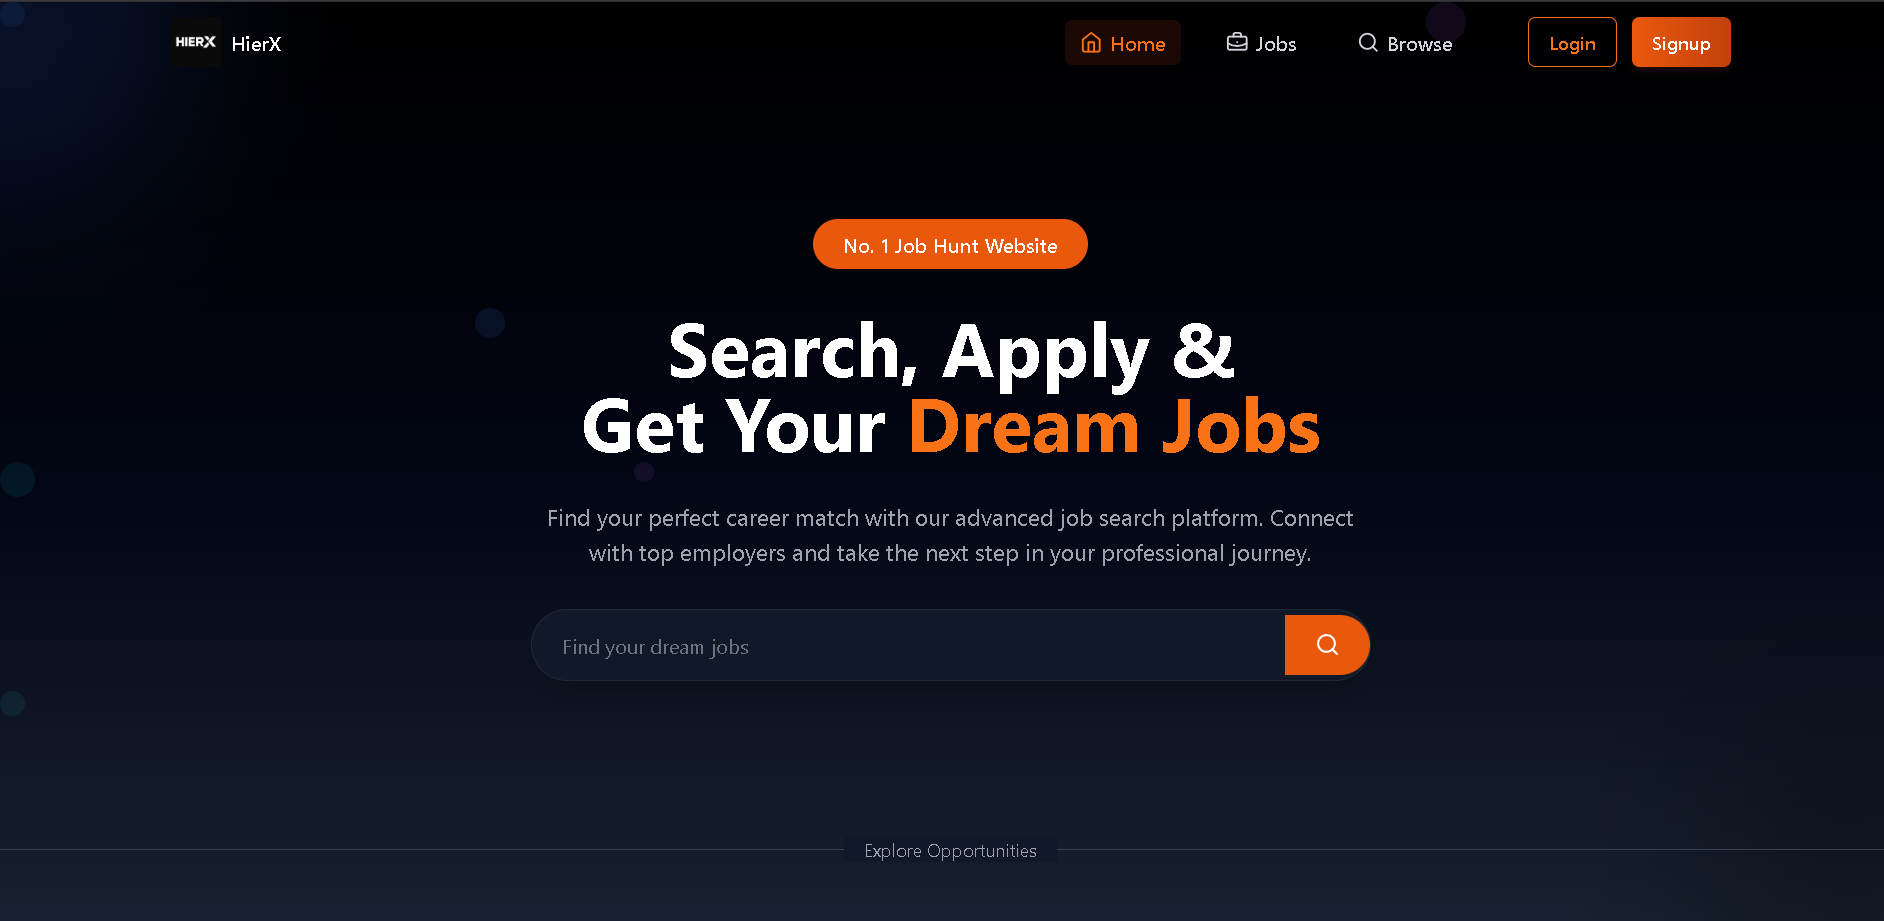 HIERX HierX Home Jobs Browse Login Signup
No. 1 Job Hunt Website
Search, Apply &
Get Your Dream Jobs
Find your perfect career match with our advanced job search platform. Connect
with top employers and take the next step in your professional journey.
Find your dream jobs
Explore Opportunities